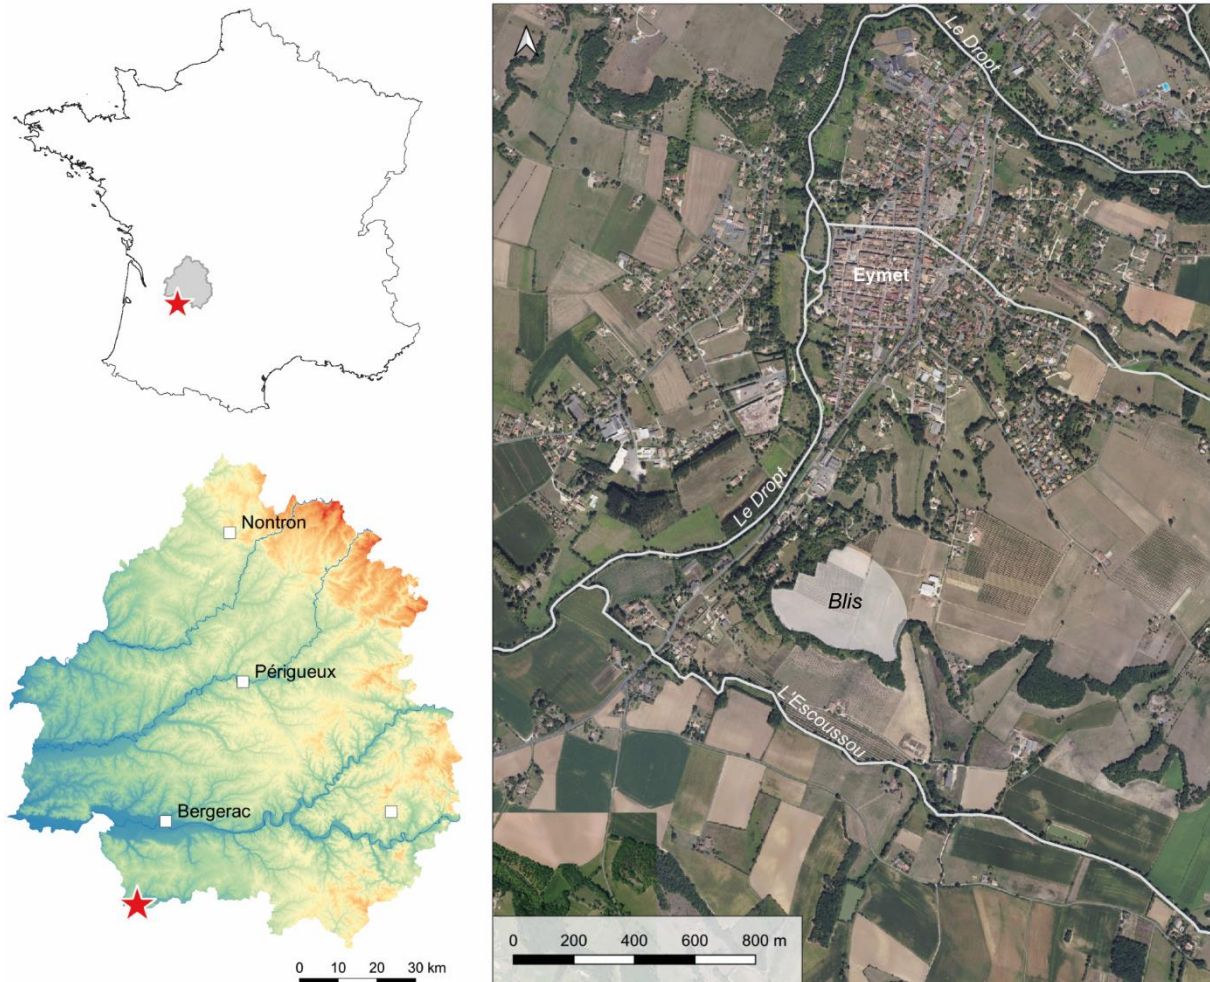 Nontron
Périgueux
Bergerac
0 10 20 30 km
Le Dropt
Eymet
Le Dropt
Blis
L'Escoussou
0 200 400 600 800 m